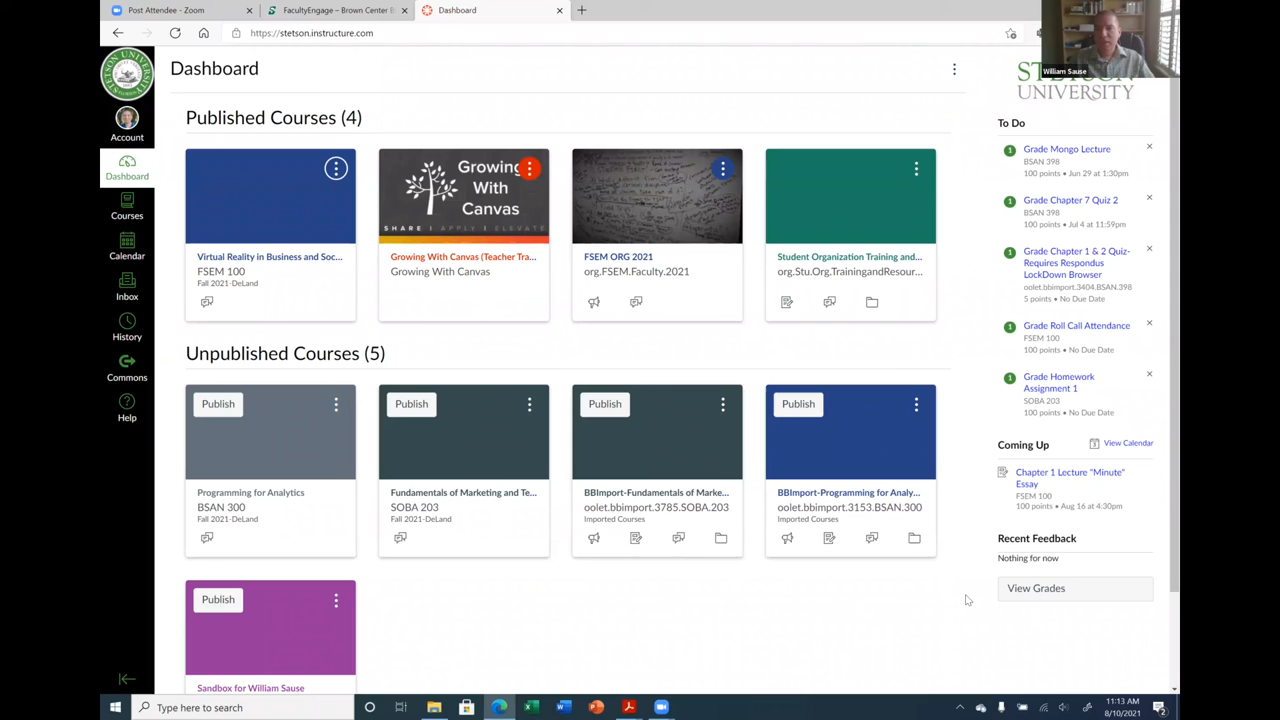 Post Attendee - Zoom
FacultyEngage – Brown Center
Dashboard
https://stetson.instructure.com
William Sause
STETSON
UNIVERSITY
Dashboard
Account
Dashboard
Courses
Calendar
Inbox
History
Commons
Help
Published Courses (4)
Virtual Reality in Business and Soc...
FSEM 100
Fall 2021-DeLand
Growing
With
Canvas
SHARE | APPLY | ELEVATE
Growing With Canvas (Teacher Tra...
Growing With Canvas
FSEM ORG 2021
org.FSEM.Faculty.2021
Student Organization Training and...
org.Stu.Org.TrainingandResour...
Unpublished Courses (5)
Publish
Programming for Analytics
BSAN 300
Fall 2021-DeLand
Publish
Fundamentals of Marketing and Te...
SOBA 203
Fall 2021-DeLand
Publish
BBImport-Fundamentals of Marke...
oolet.bbimport.3785.SOBA.203
Imported Courses
Publish
BBImport-Programming for Analy...
oolet.bbimport.3153.BSAN.300
Imported Courses
Publish
Sandbox for William Sause
To Do
1
Grade Mongo Lecture
BSAN 398
100 points • Jun 29 at 1:30pm
1
Grade Chapter 7 Quiz 2
BSAN 398
100 points • Jul 4 at 11:59pm
1
Grade Chapter 1 & 2 Quiz-
Requires Respondus
LockDown Browser
oolet.bbimport.3404.BSAN.398
5 points • No Due Date
1
Grade Roll Call Attendance
FSEM 100
100 points • No Due Date
1
Grade Homework
Assignment 1
SOBA 203
100 points • No Due Date
Coming Up
View Calendar
Chapter 1 Lecture "Minute"
Essay
FSEM 100
100 points • Aug 16 at 4:30pm
Recent Feedback
Nothing for now
View Grades
Type here to search
11:13 AM
8/10/2021
2